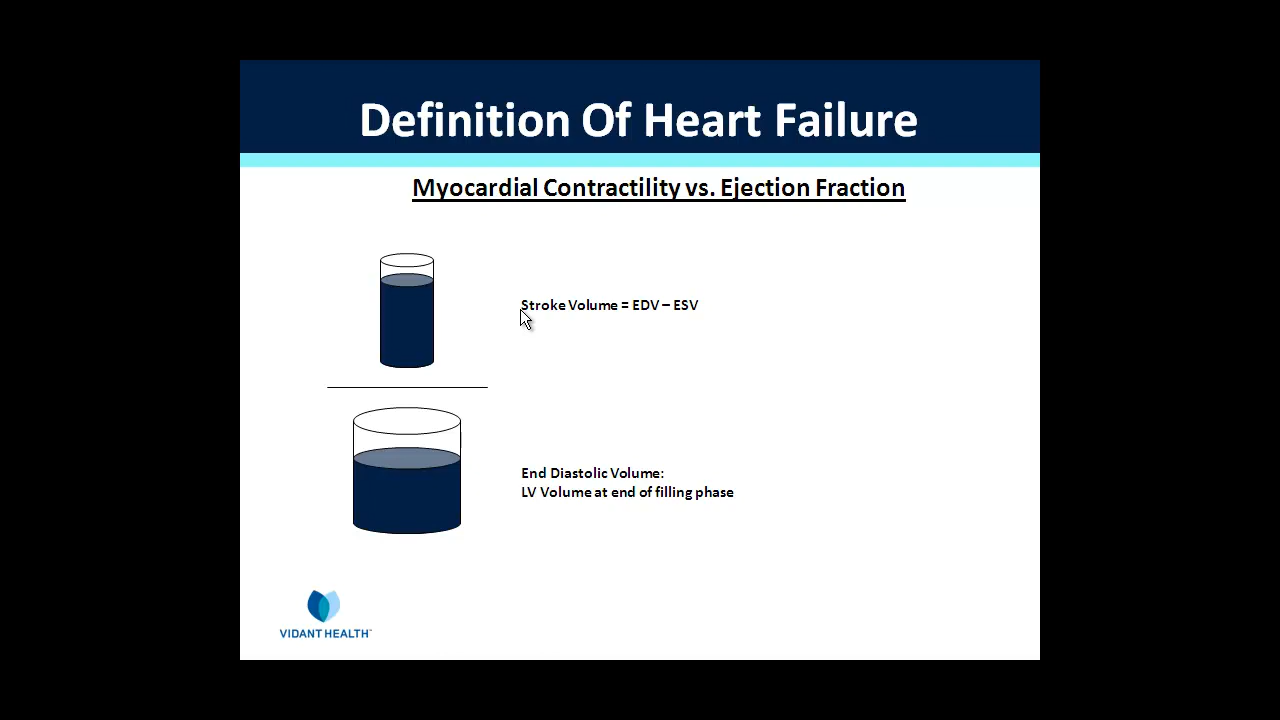 Definition Of Heart Failure
Myocardial Contractility vs. Ejection Fraction
Stroke Volume = EDV – ESV
End Diastolic Volume:
LV Volume at end of filling phase
VIDANT HEALTH™